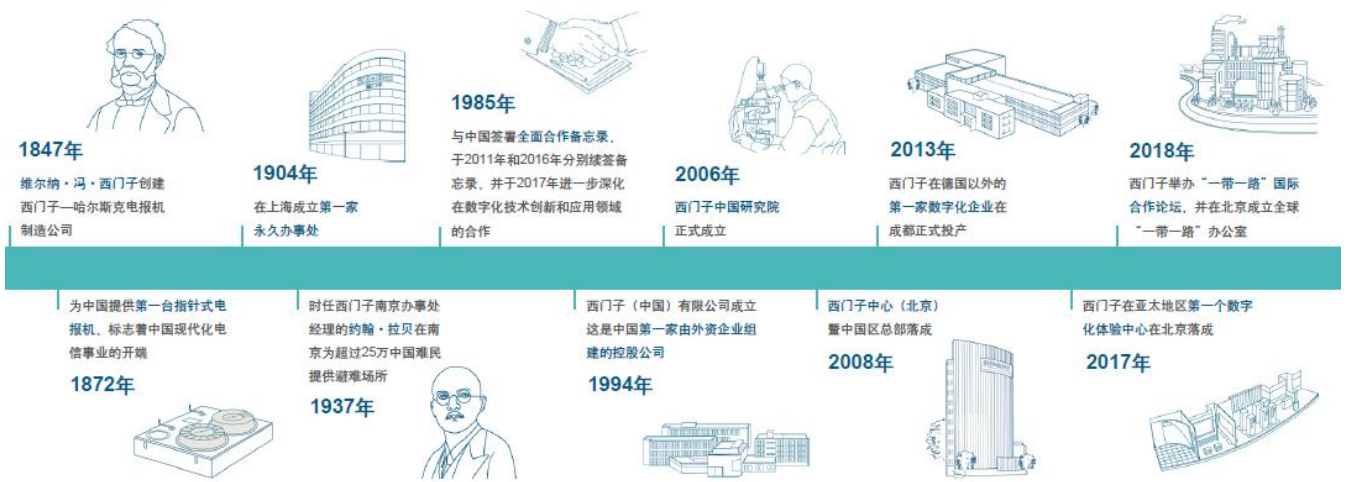 1847年
维尔纳·冯·西门子创建
西门子—哈尔斯克电报机
制造公司
1904年
在上海成立第一家
永久办事处
1985年
与中国签署全面合作备忘录，
于2011年和2016年分别续签备
忘录，并于2017年进一步深化
在数字化技术创新和应用领域
的合作
2006年
西门子中国研究院
正式成立
2013年
西门子在德国以外的
第一家数字化企业在
成都正式投产
2018年
西门子举办“一带一路”国际
合作论坛，并在北京成立全球
“一带一路”办公室
为中国提供第一台指针式电
报机，标志着中国现代化电
信事业的开端
1872年
时任西门子南京办事处
经理的约翰·拉贝在南
京为超过25万中国难民
提供避难场所
1937年
西门子（中国）有限公司成立
这是中国第一家由外资企业组
建的控股公司
1994年
西门子中心（北京）
暨中国区总部落成
2008年
西门子在亚太地区第一个数字
化体验中心在北京落成
2017年